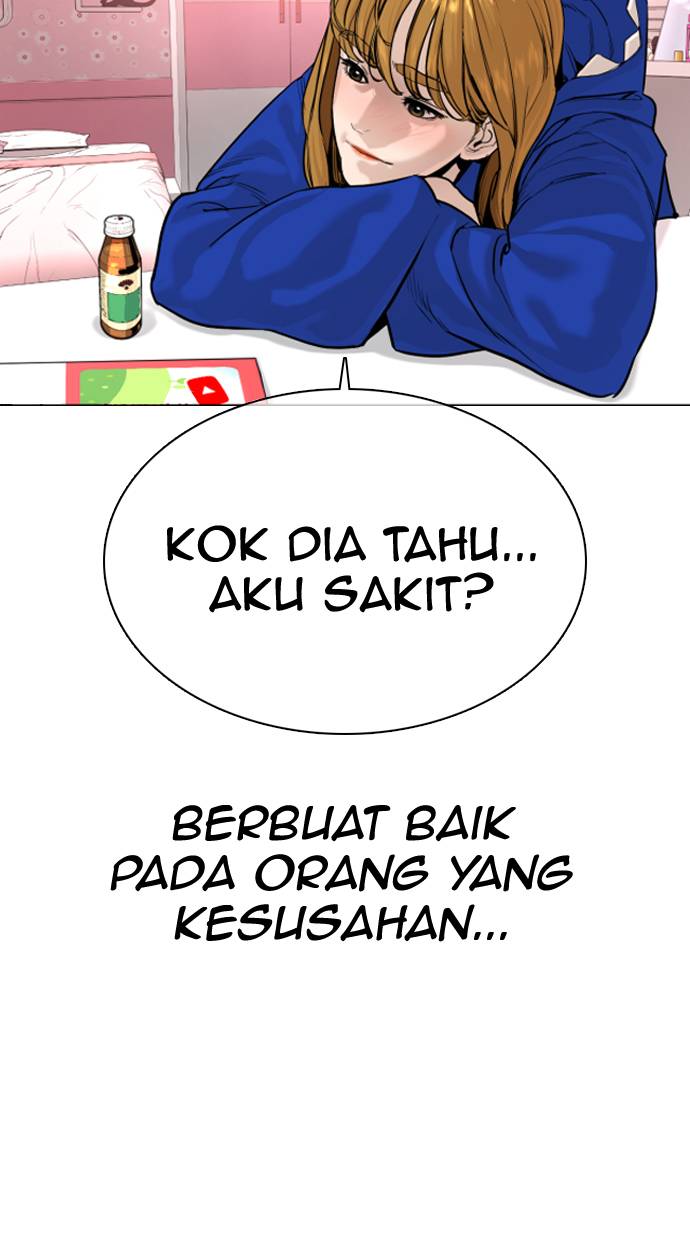 KOK DIA TAHU...
AKU SAKIT?
BERBUAT BAIK
PADA ORANG YANG
KESUSAHAN...